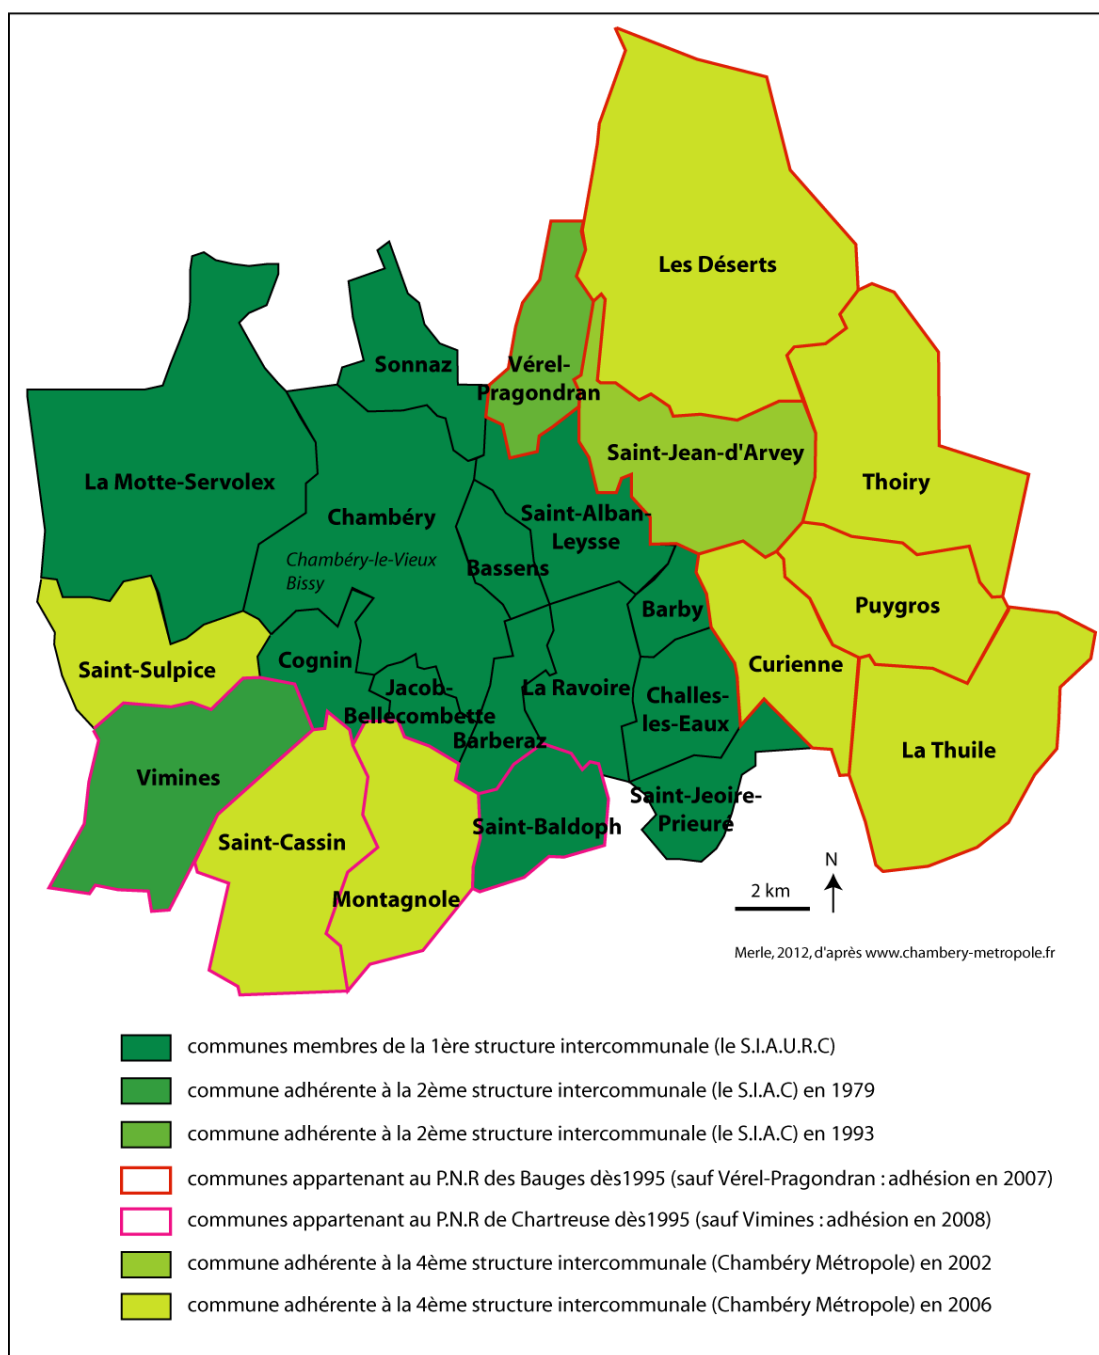 Les Déserts
Sonnaz
Vérel-
Pragondran
Saint-Jean-d'Arvey
La Motte-Servolex
Thoiry
Chambéry
Saint-Alban-
Leysse
Chambéry-le-Vieux
Bissy
Bassens
Barby
Puygros
Saint-Sulpice
Cognin
Curienne
Jacob-
Bellecombette
La Ravoire
Challes-
les-Eaux
Barberaz
La Thuile
Vimines
Saint-Jeoire-
Prieuré
Saint-Cassin
Saint-Baldoph
Montagnole
N
2 km
Merle, 2012, d'après www.chambery-metropole.fr
communes membres de la 1ère structure intercommunale (le S.I.A.U.R.C)
commune adhérente à la 2ème structure intercommunale (le S.I.A.C) en 1979
commune adhérente à la 2ème structure intercommunale (le S.I.A.C) en 1993
communes appartenant au P.N.R des Bauges dès1995 (sauf Vérel-Pragondran : adhésion en 2007)
communes appartenant au P.N.R de Chartreuse dès1995 (sauf Vimines : adhésion en 2008)
commune adhérente à la 4ème structure intercommunale (Chambéry Métropole) en 2002
commune adhérente à la 4ème structure intercommunale (Chambéry Métropole) en 2006